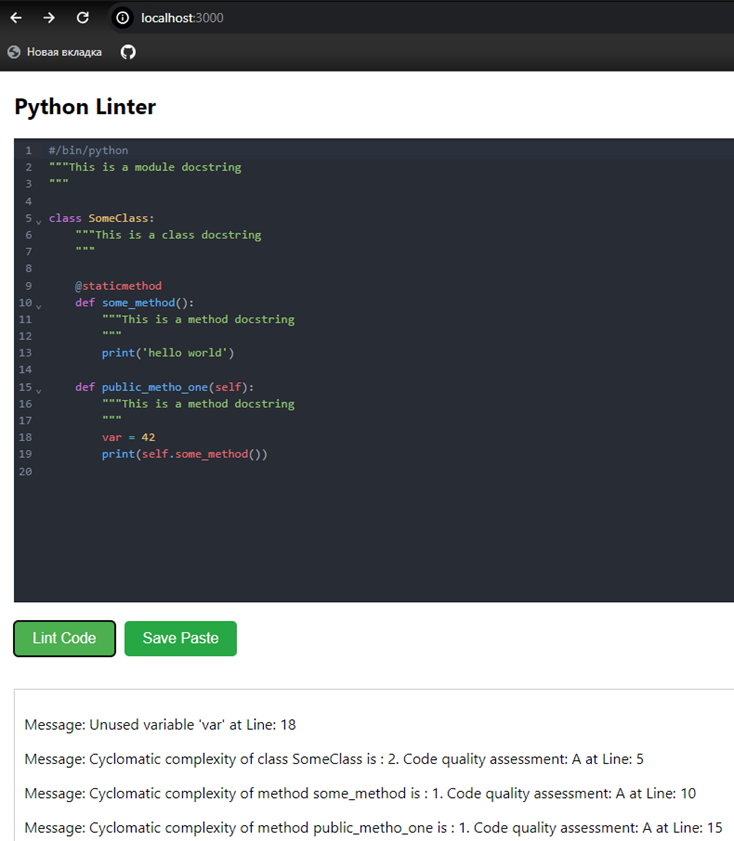 localhost:3000
Новая вкладка
Python Linter
1 #/bin/python
2 """This is a module docstring
3 """
4
5 class SomeClass:
6     """This is a class docstring
7     """
8
9     @staticmethod
10     def some_method():
11         """This is a method docstring
12         """
13         print('hello world')
14
15     def public_metho_one(self):
16         """This is a method docstring
17         """
18         var = 42
19         print(self.some_method())
20
Lint Code Save Paste
Message: Unused variable 'var' at Line: 18
Message: Cyclomatic complexity of class SomeClass is : 2. Code quality assessment: A at Line: 5
Message: Cyclomatic complexity of method some_method is : 1. Code quality assessment: A at Line: 10
Message: Cyclomatic complexity of method public_metho_one is : 1. Code quality assessment: A at Line: 15